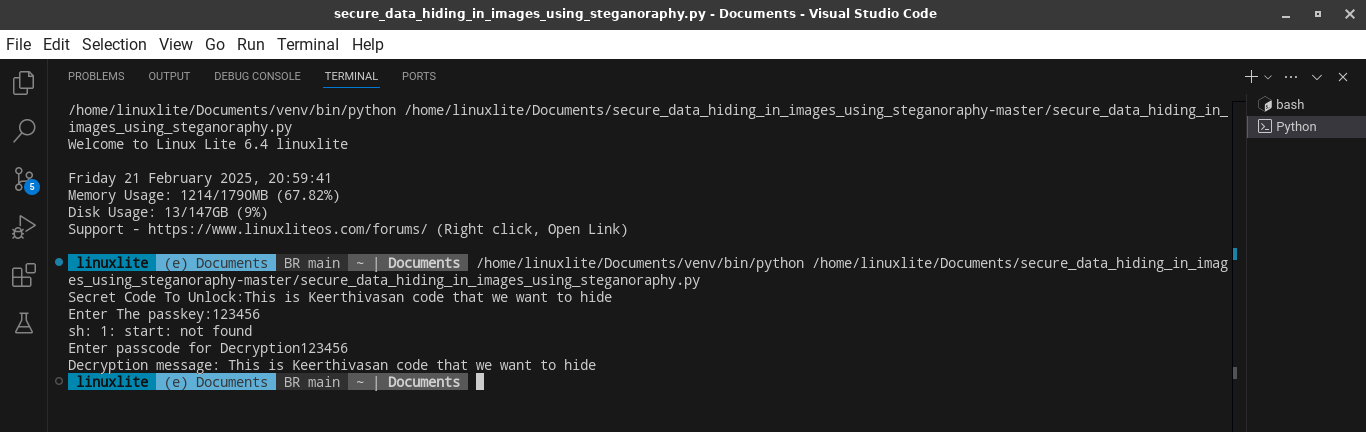 secure_data_hiding_in_images_using_steganoraphy.py - Documents - Visual Studio Code
File Edit Selection View Go Run Terminal Help
PROBLEMS OUTPUT DEBUG CONSOLE TERMINAL PORTS
/home/linuxlite/Documents/venv/bin/python /home/linuxlite/Documents/secure_data_hiding_in_images_using_steganoraphy-master/secure_data_hiding_in_
images_using_steganoraphy.py
Welcome to Linux Lite 6.4 linuxlite
Friday 21 February 2025, 20:59:41
Memory Usage: 1214/1790MB (67.82%)
Disk Usage: 13/147GB (9%)
Support - https://www.linuxliteos.com/forums/ (Right click, Open Link)
linuxlite (e) Documents BR main ~ | Documents /home/linuxlite/Documents/venv/bin/python /home/linuxlite/Documents/secure_data_hiding_in_imag
es_using_steganoraphy-master/secure_data_hiding_in_images_using_steganoraphy.py
Secret Code To Unlock:This is Keerthivasan code that we want to hide
Enter The passkey:123456
sh: 1: start: not found
Enter passcode for Decryption123456
Decryption message: This is Keerthivasan code that we want to hide
linuxlite (e) Documents BR main ~ | Documents
bash
Python
5